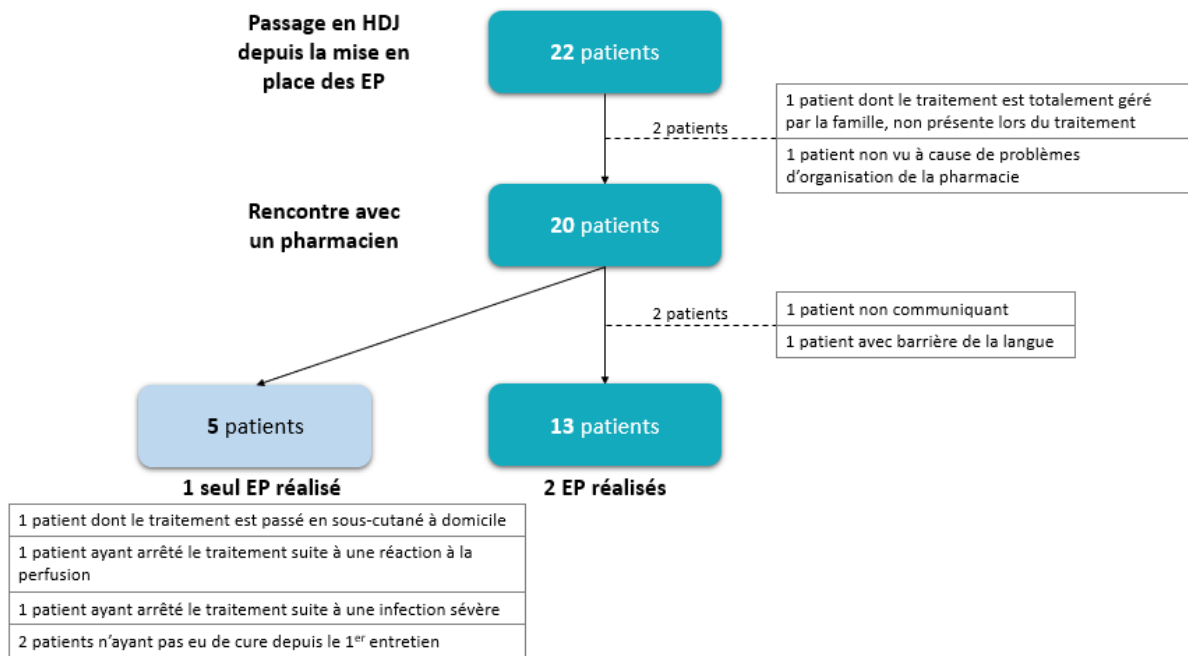 Passage en HDJ
depuis la mise en
place des EP
22 patients
2 patients
1 patient dont le traitement est totalement géré
par la famille, non présente lors du traitement
1 patient non vu à cause de problèmes
d'organisation de la pharmacie
Rencontre avec
un pharmacien
20 patients
2 patients
1 patient non communiquant
1 patient avec barrière de la langue
5 patients
13 patients
1 seul EP réalisé
2 EP réalisés
1 patient dont le traitement est passé en sous-cutané à domicile
1 patient ayant arrêté le traitement suite à une réaction à la
perfusion
1 patient ayant arrêté le traitement suite à une infection sévère
2 patients n'ayant pas eu de cure depuis le 1er entretien